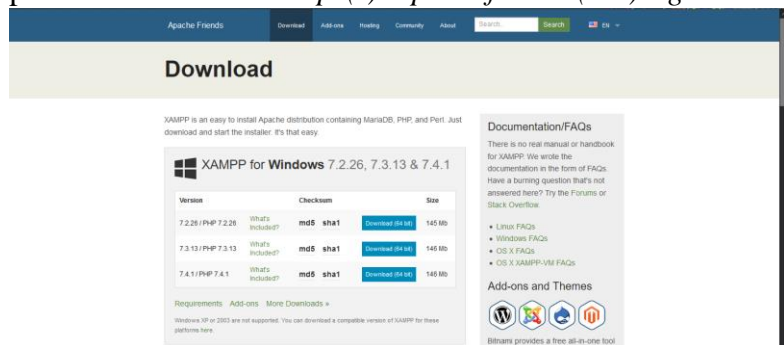 Apache Friends
Download
Add-ons
Hosting
Community
About
Search
Search
EN
Download
XAMPP is an easy to install Apache distribution containing MariaDB, PHP, and Perl. Just
download and start the installer. It's that easy.
XAMPP for Windows 7.2.26, 7.3.13 & 7.4.1
Version Checksum Size
7.2.26 / PHP 7.2.26 What's Included? md5 sha1 Download (64 bit) 145 Mb
7.3.13 / PHP 7.3.13 What's Included? md5 sha1 Download (64 bit) 145 Mb
7.4.1 / PHP 7.4.1 What's Included? md5 sha1 Download (64 bit) 146 Mb
Requirements Add-ons More Downloads »
Windows XP or 2003 are not supported. You can download a compatible version of XAMPP for these
platforms here.
Documentation/FAQs
There is no real manual or handbook
for XAMPP. We wrote the
documentation in the form of FAQs.
Have a burning question that's not
answered here? Try the Forums or
Stack Overflow.
Linux FAQs
Windows FAQs
OS X FAQs
OS X XAMPP-VM FAQs
Add-ons and Themes
Bitnami provides a free all-in-one tool